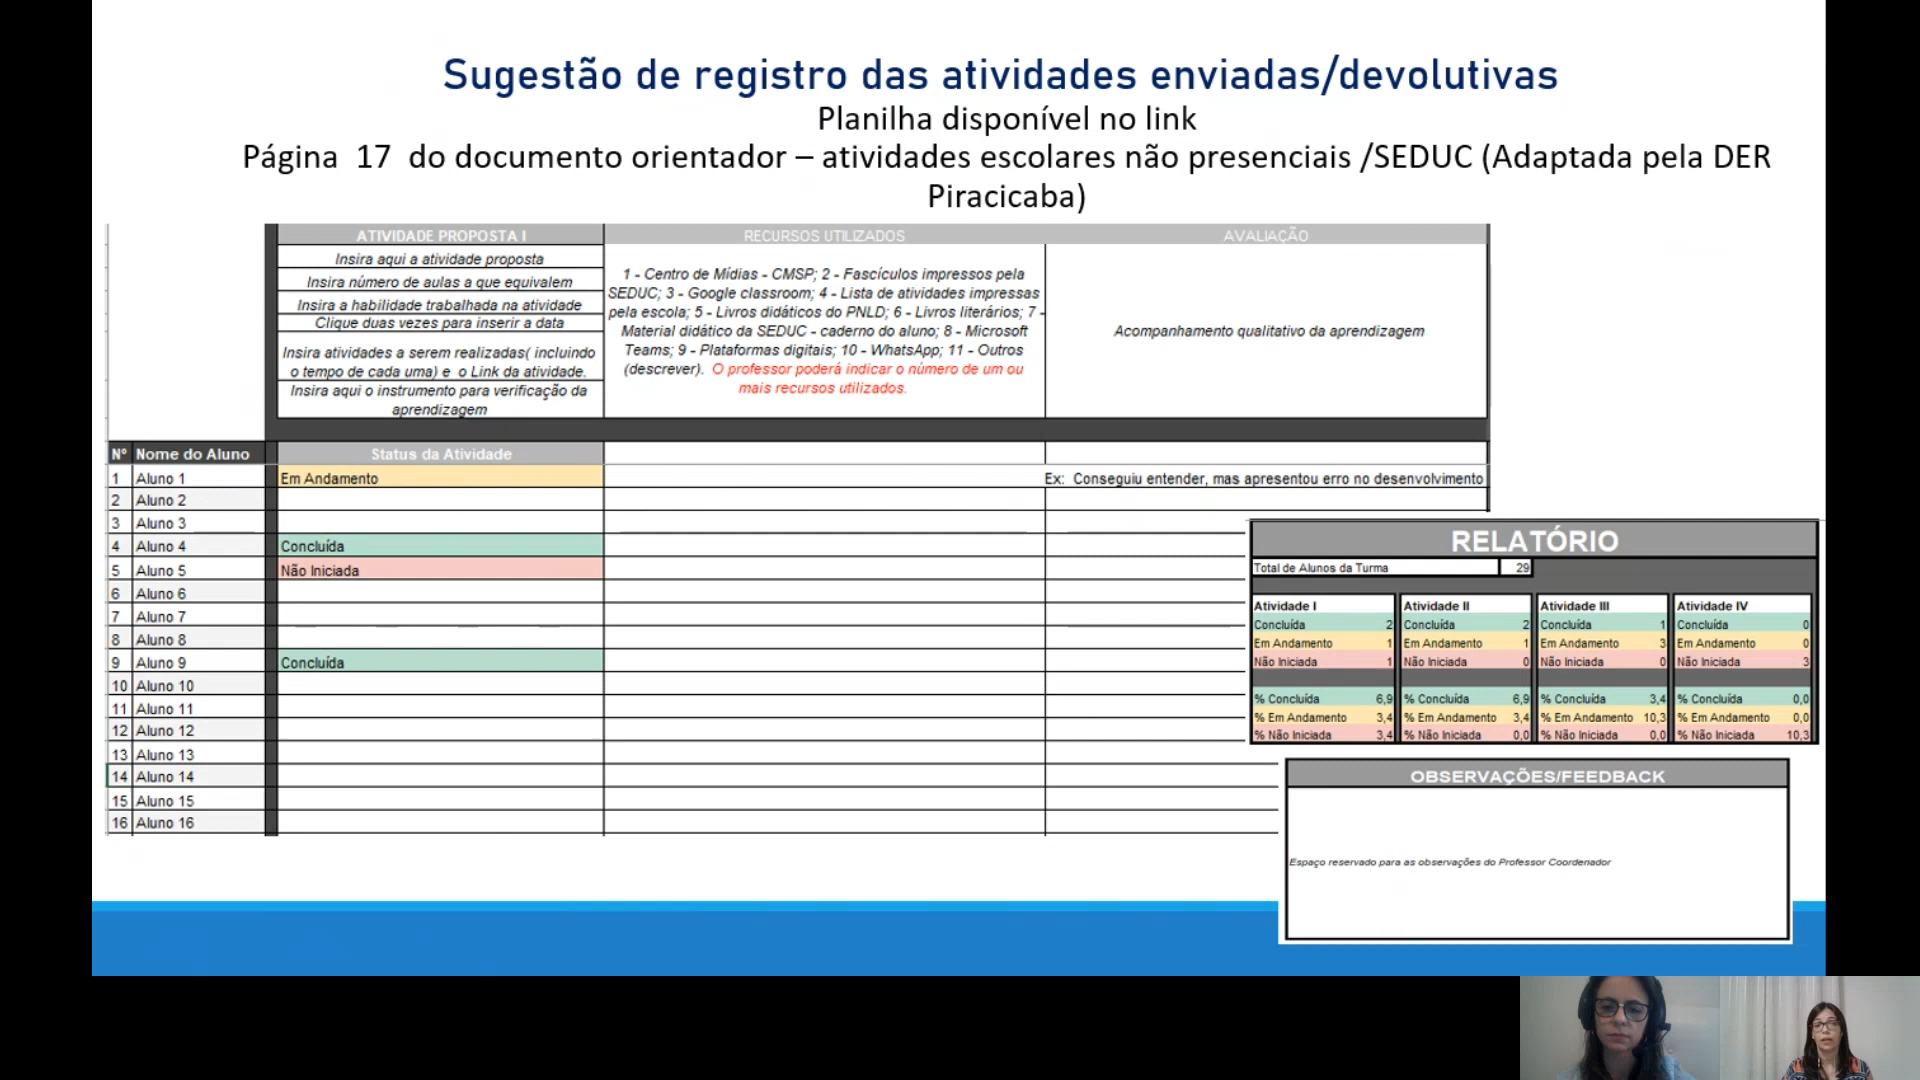 Sugestão de registro das atividades enviadas/devolutivas
Planilha disponível no link
Página 17 do documento orientador – atividades escolares não presenciais /SEDUC (Adaptada pela DER
Piracicaba)
ATIVIDADE PROPOSTA I
Insira aqui a atividade proposta
Insira número de aulas a que equivalem
Insira a habilidade trabalhada na atividade
Clique duas vezes para inserir a data
Insira atividades a serem realizadas( incluindo
o tempo de cada uma) e o Link da atividade.
Insira aqui o instrumento para verificação da
aprendizagem
RECURSOS UTILIZADOS
1 - Centro de Mídias - CMSP; 2 - Fascículos impressos pela
SEDUC; 3 - Google classroom; 4 - Lista de atividades impressas
pela escola; 5 - Livros didáticos do PNLD; 6 - Livros literários; 7 -
Material didático da SEDUC - caderno do aluno; 8 - Microsoft
Teams; 9 - Plataformas digitais; 10 - WhatsApp; 11 - Outros
(descrever). O professor poderá indicar o número de um ou
mais recursos utilizados.
AVALIAÇÃO
Acompanhamento qualitativo da aprendizagem
Nº Nome do Aluno Status da Atividade
1 Aluno 1 Em Andamento Ex: Conseguiu entender, mas apresentou erro no desenvolvimento
2 Aluno 2
3 Aluno 3
4 Aluno 4 Concluída
5 Aluno 5 Não Iniciada
6 Aluno 6
7 Aluno 7
8 Aluno 8
9 Aluno 9 Concluída
10 Aluno 10
11 Aluno 11
12 Aluno 12
13 Aluno 13
14 Aluno 14
15 Aluno 15
16 Aluno 16
RELATÓRIO
Total de Alunos da Turma 29
Atividade I Atividade II Atividade III Atividade IV
Concluída 2 Concluída 2 Concluída 1 Concluída 0
Em Andamento 1 Em Andamento 1 Em Andamento 3 Em Andamento 0
Não Iniciada 1 Não Iniciada 0 Não Iniciada 0 Não Iniciada 3
% Concluída 6,9 % Concluída 6,9 % Concluída 3,4 % Concluída 0,0
% Em Andamento 3,4 % Em Andamento 3,4 % Em Andamento 10,3 % Em Andamento 0,0
% Não Iniciada 3,4 % Não Iniciada 0,0 % Não Iniciada 0,0 % Não Iniciada 10,3
OBSERVAÇÕES/FEEDBACK
Espaço reservado para as observações do Professor Coordenador